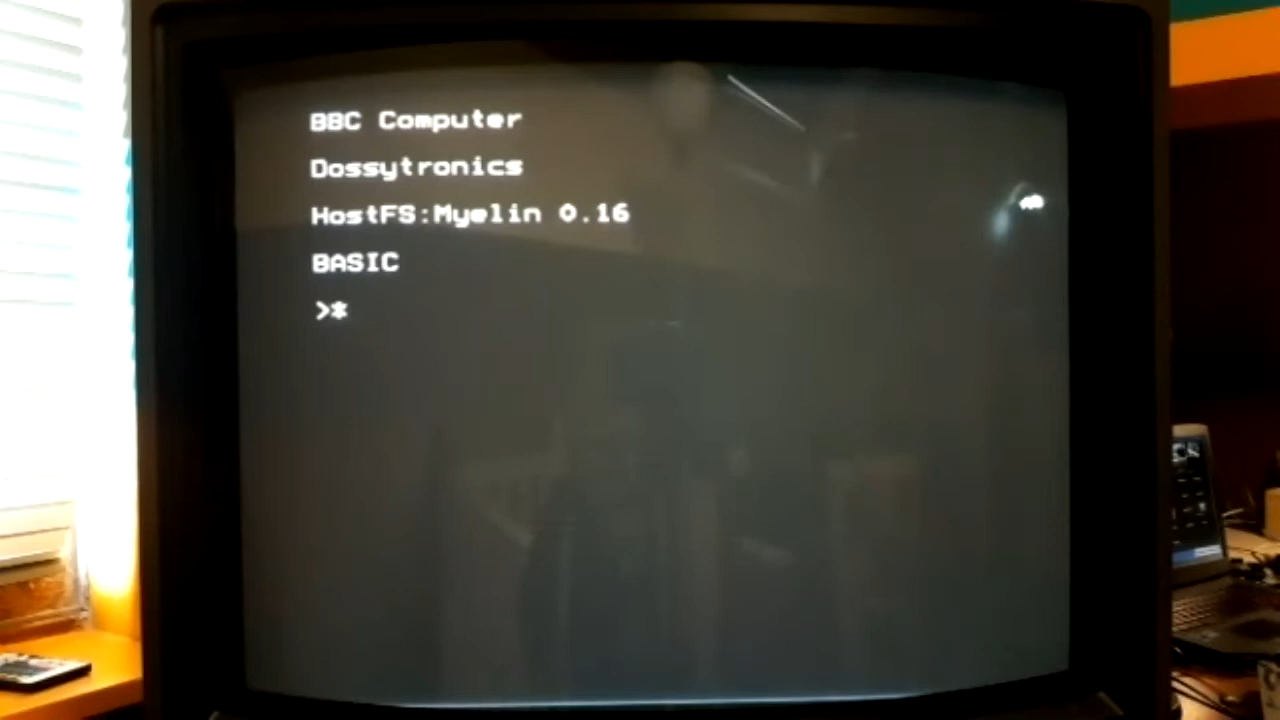 BBC Computer
Dossytronics
HostFS:Myelin 0.16
BASIC
>*